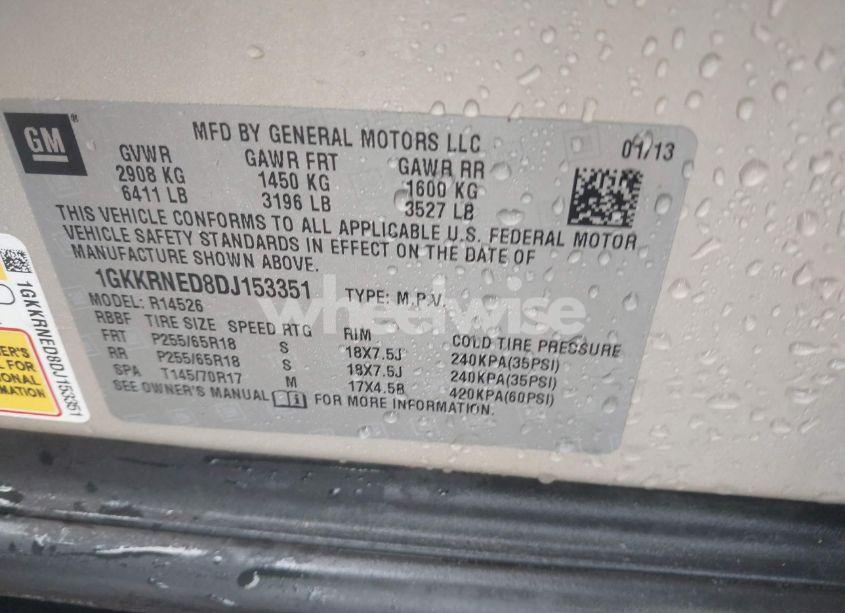 GM
MFD BY GENERAL MOTORS LLC
01/13
GVWR GAWR FRT GAWR RR
2908 KG 1450 KG 1600 KG
6411 LB 3196 LB 3527 LB
THIS VEHICLE CONFORMS TO ALL APPLICABLE U.S. FEDERAL MOTOR
VEHICLE SAFETY STANDARDS IN EFFECT ON THE DATE OF
MANUFACTURE SHOWN ABOVE.
1GKKRNED8DJ153351 TYPE: M.P.V.
MODEL: R14526
RBBF TIRE SIZE SPEED RTG RIM COLD TIRE PRESSURE
FRT P255/65R18 S 18X7.5J 240KPA(35PSI)
RR P255/65R18 S 18X7.5J 240KPA(35PSI)
SPA T145/70R17 M 17X4.5B 420KPA(60PSI)
SEE OWNER'S MANUAL FOR MORE INFORMATION.
1GKKRNED8DJ153351
wheelwise